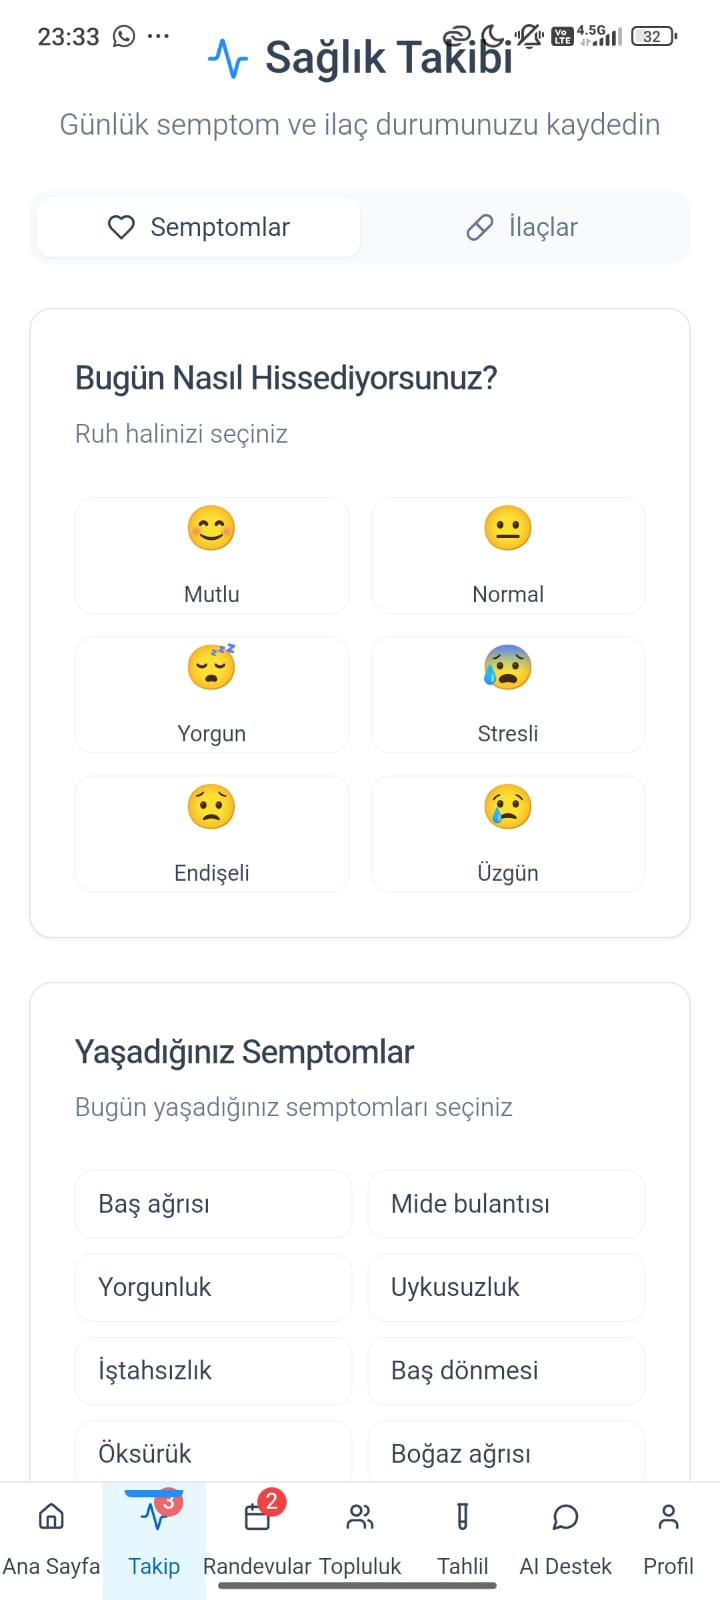 23:33 ... Vo LTE 4.5G 32
Sağlık Takibi
Günlük semptom ve ilaç durumunuzu kaydedin
Semptomlar İlaçlar
Bugün Nasıl Hissediyorsunuz?
Ruh halinizi seçiniz
Mutlu Normal
Yorgun Stresli
Endişeli Üzgün
Yaşadığınız Semptomlar
Bugün yaşadığınız semptomları seçiniz
Baş ağrısı Mide bulantısı
Yorgunluk Uykusuzluk
İştahsızlık Baş dönmesi
Öksürük Boğaz ağrısı
3 2
Ana Sayfa Takip Randevular Topluluk Tahlil AI Destek Profil